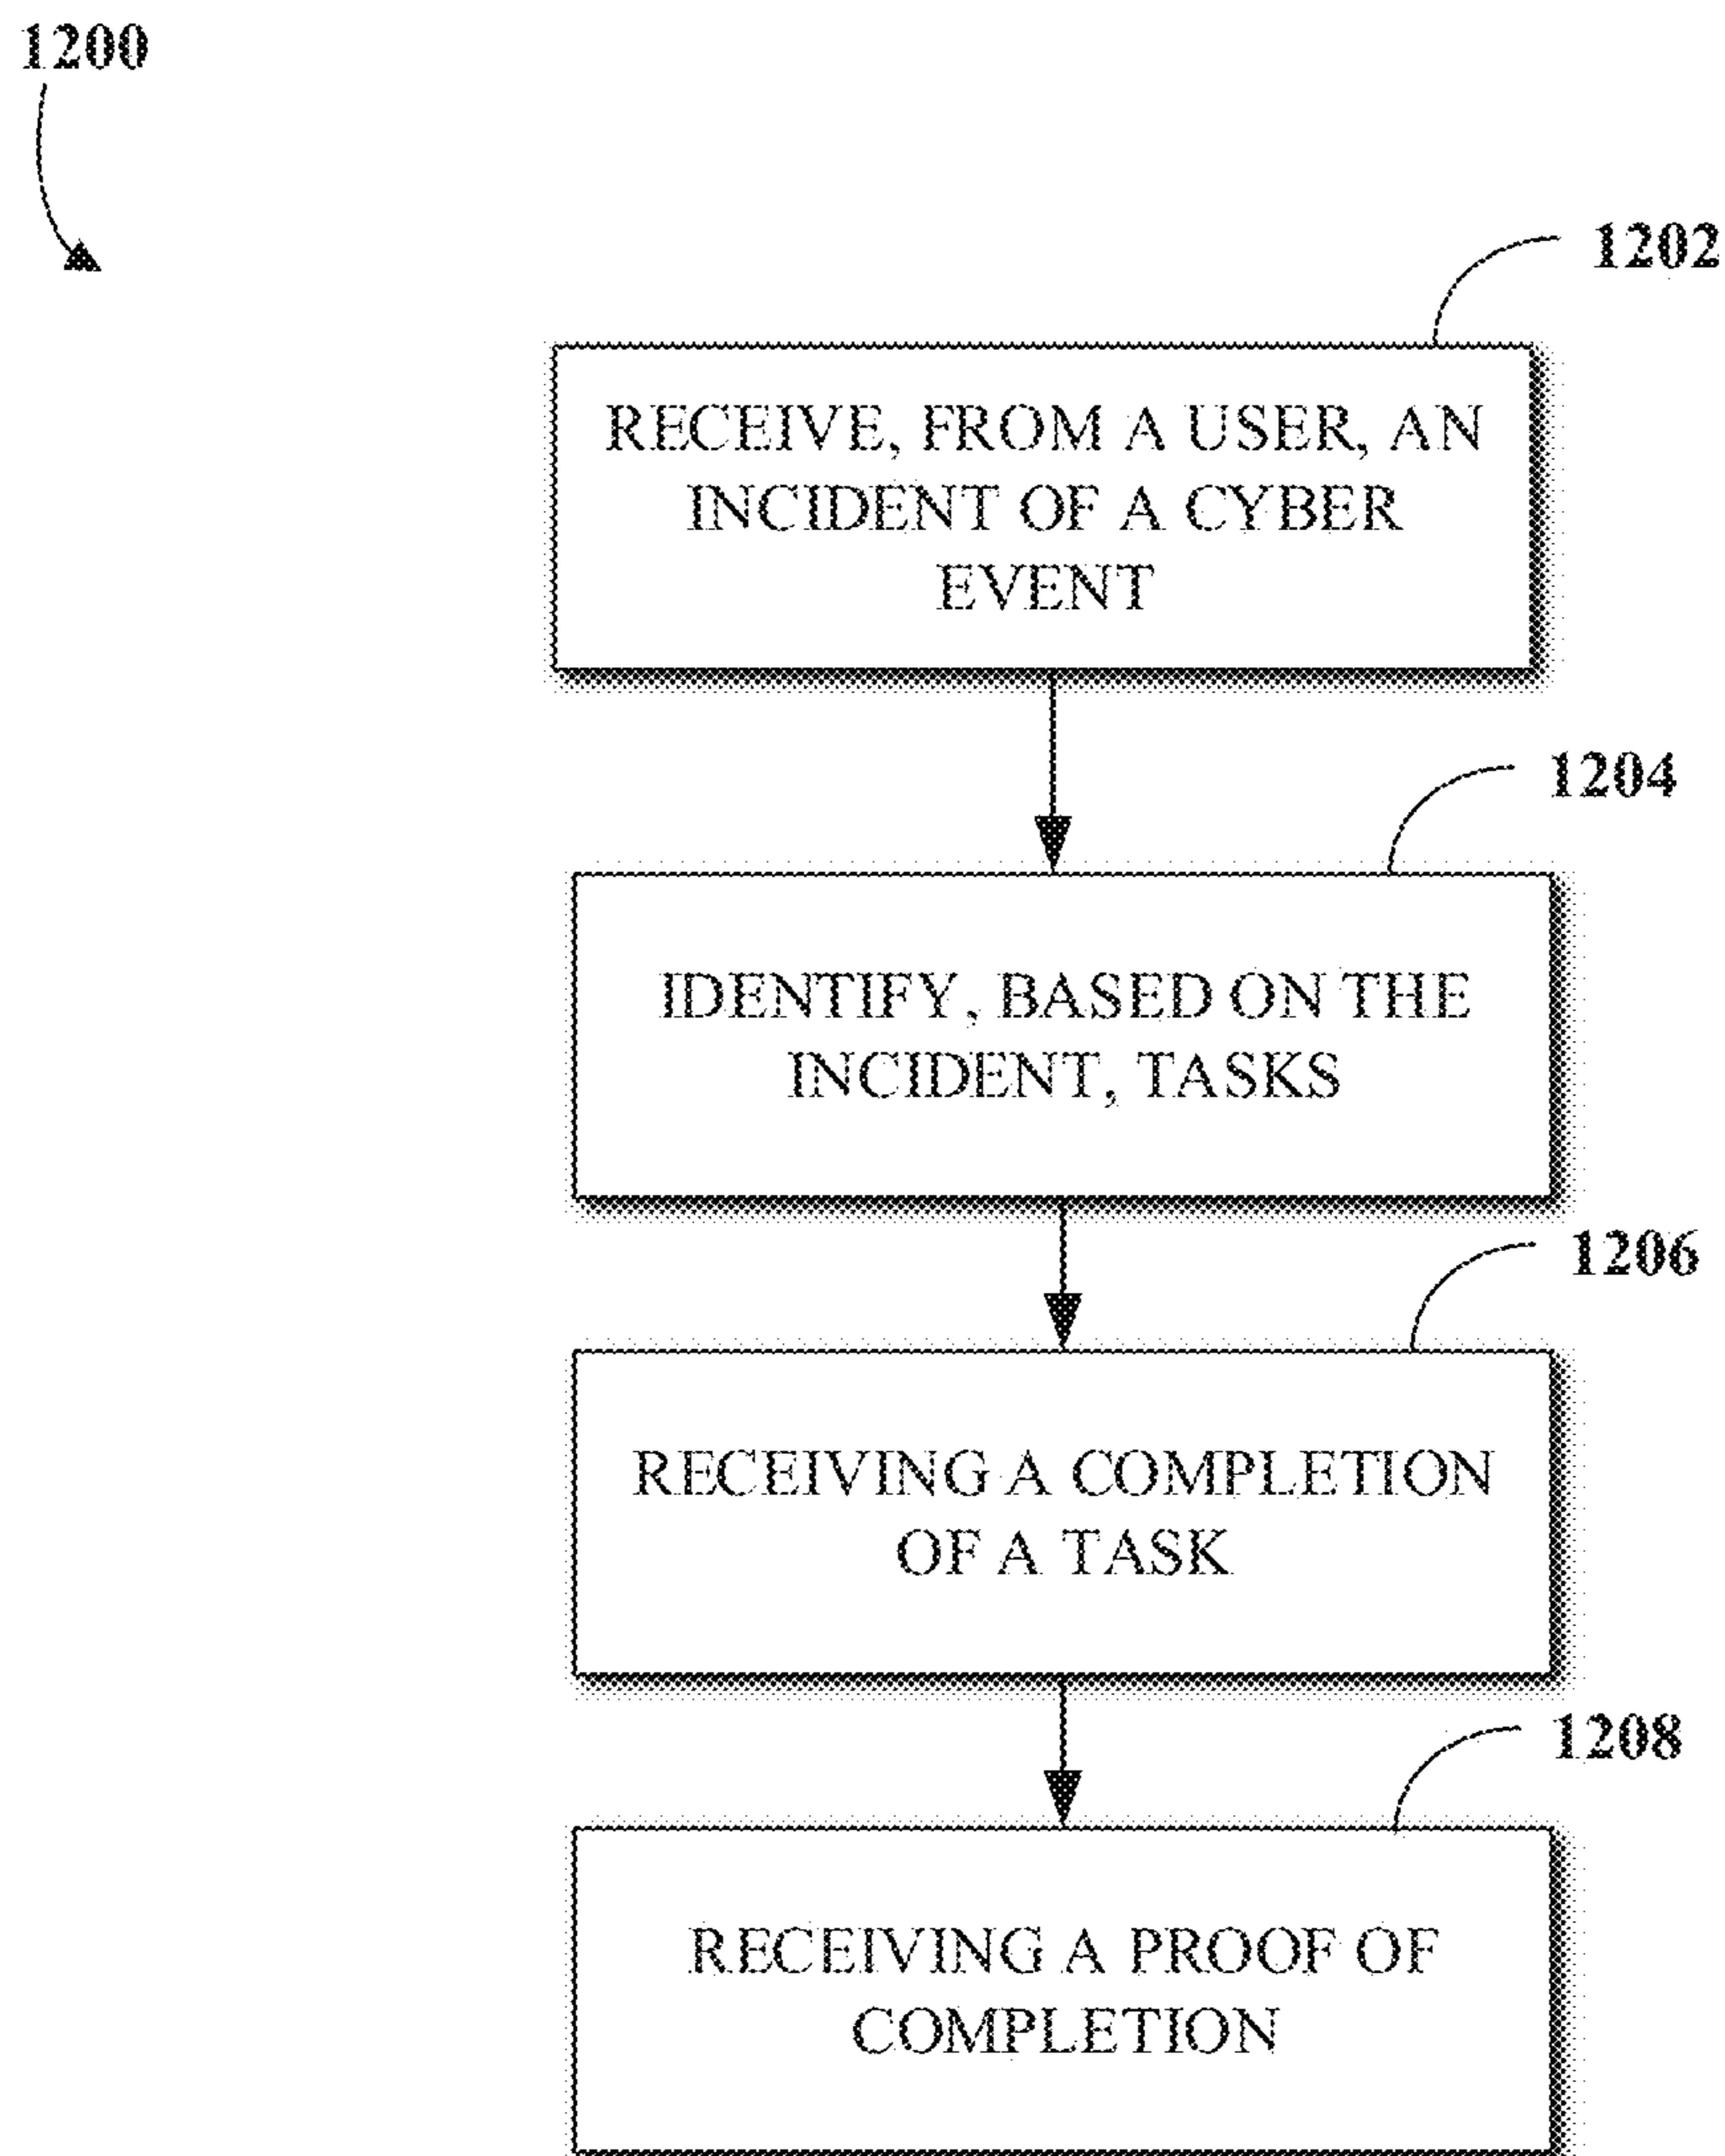 1200
1202
RECEIVE, FROM A USER, AN
INCIDENT OF A CYBER
EVENT
1204
IDENTIFY, BASED ON THE
INCIDENT, TASKS
1206
RECEIVING A COMPLETION
OF A TASK
1208
RECEIVING A PROOF OF
COMPLETION